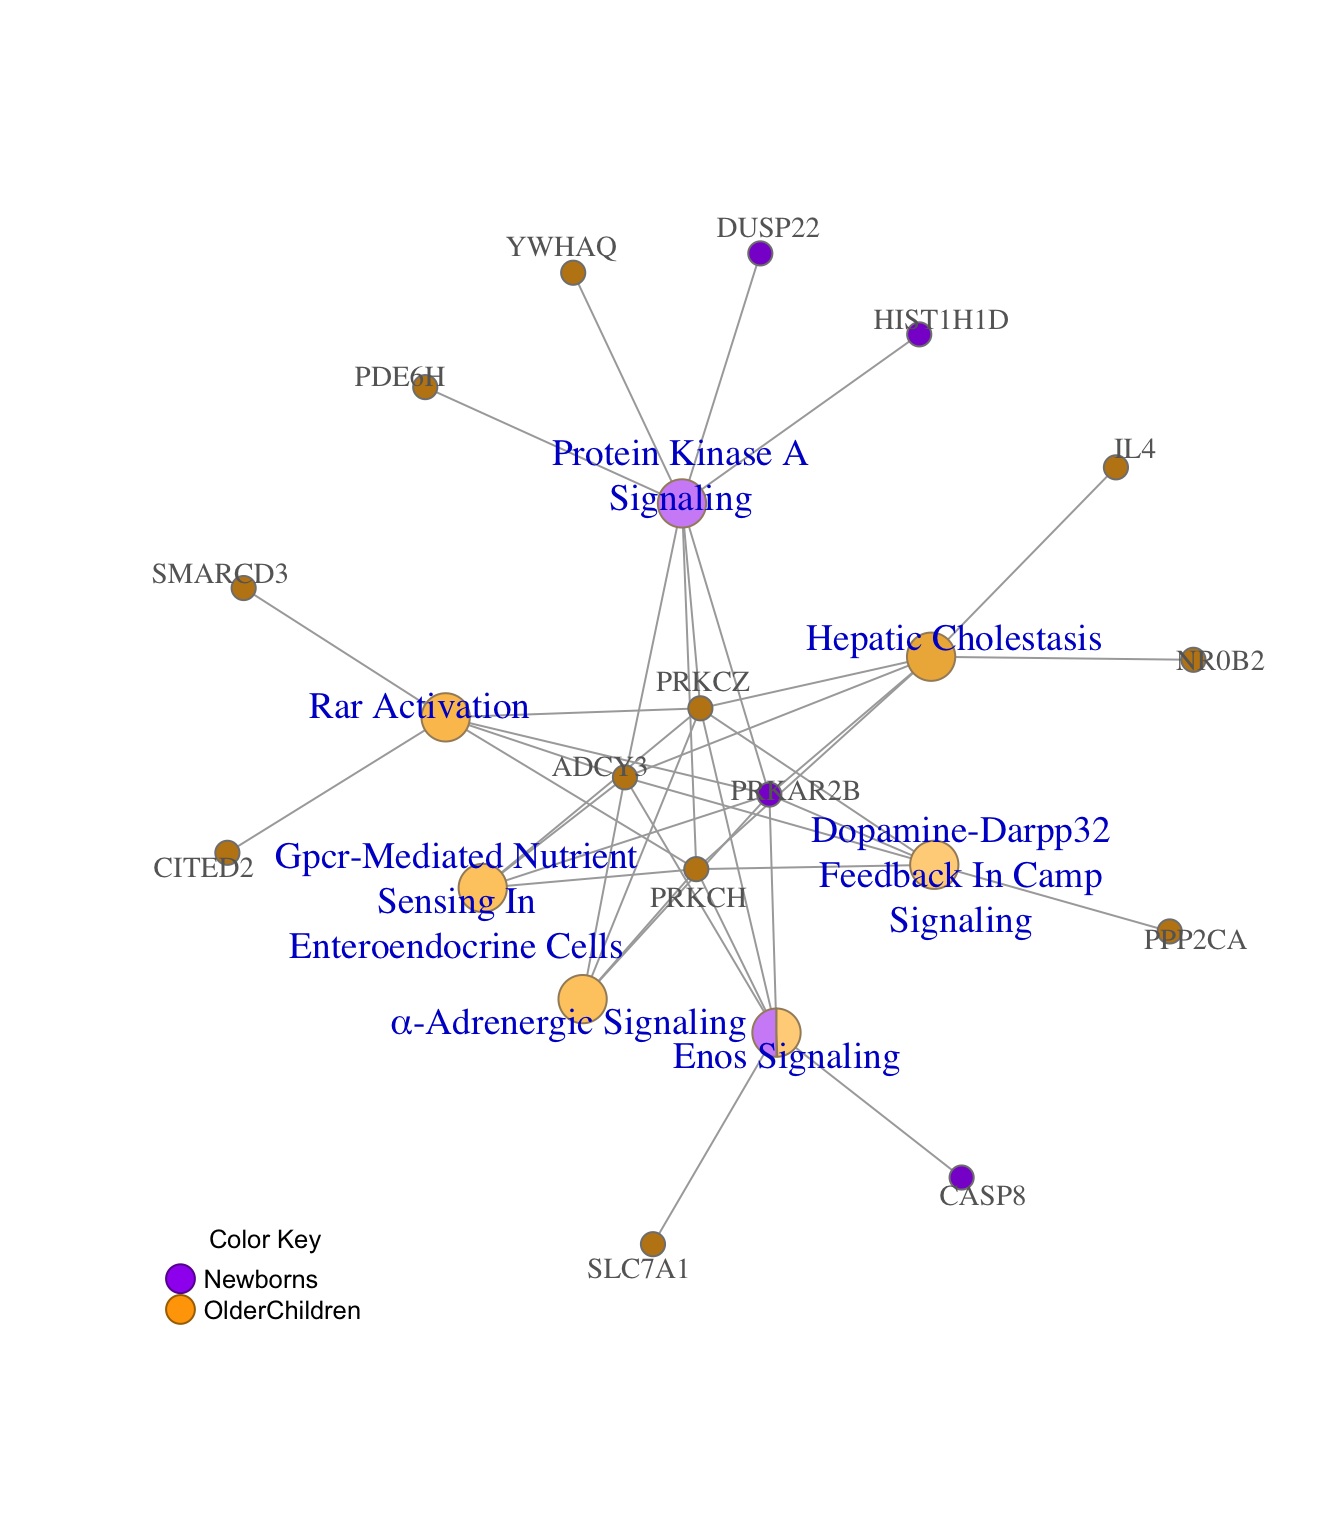 DUSP22
YWHAQ
HIST1H1D
PDE6H
IL4
Protein Kinase A
Signaling
SMARCD3
Hepatic Cholestasis
NR0B2
PRKCZ
Rar Activation
ADCY3
PRKAR2B
Dopamine-Darpp32
Feedback In Camp
Signaling
Gpcr-Mediated Nutrient
Sensing In
Enteroendocrine Cells
CITED2
PRKCH
PPP2CA
α-Adrenergic Signaling
Enos Signaling
CASP8
SLC7A1
Color Key
Newborns
OlderChildren